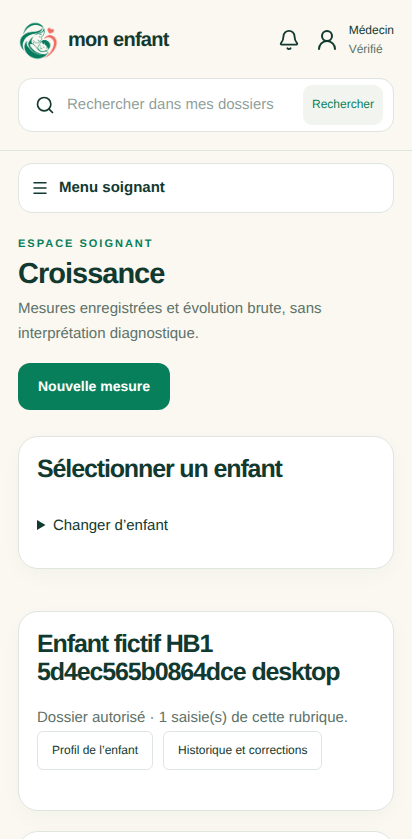 mon enfant
Médecin
Vérifié
Rechercher dans mes dossiers
Rechercher
Menu soignant
ESPACE SOIGNANT
Croissance
Mesures enregistrées et évolution brute, sans
interprétation diagnostique.
Nouvelle mesure
Sélectionner un enfant
Changer d’enfant
Enfant fictif HB1
5d4ec565b0864dce desktop
Dossier autorisé · 1 saisie(s) de cette rubrique.
Profil de l’enfant
Historique et corrections